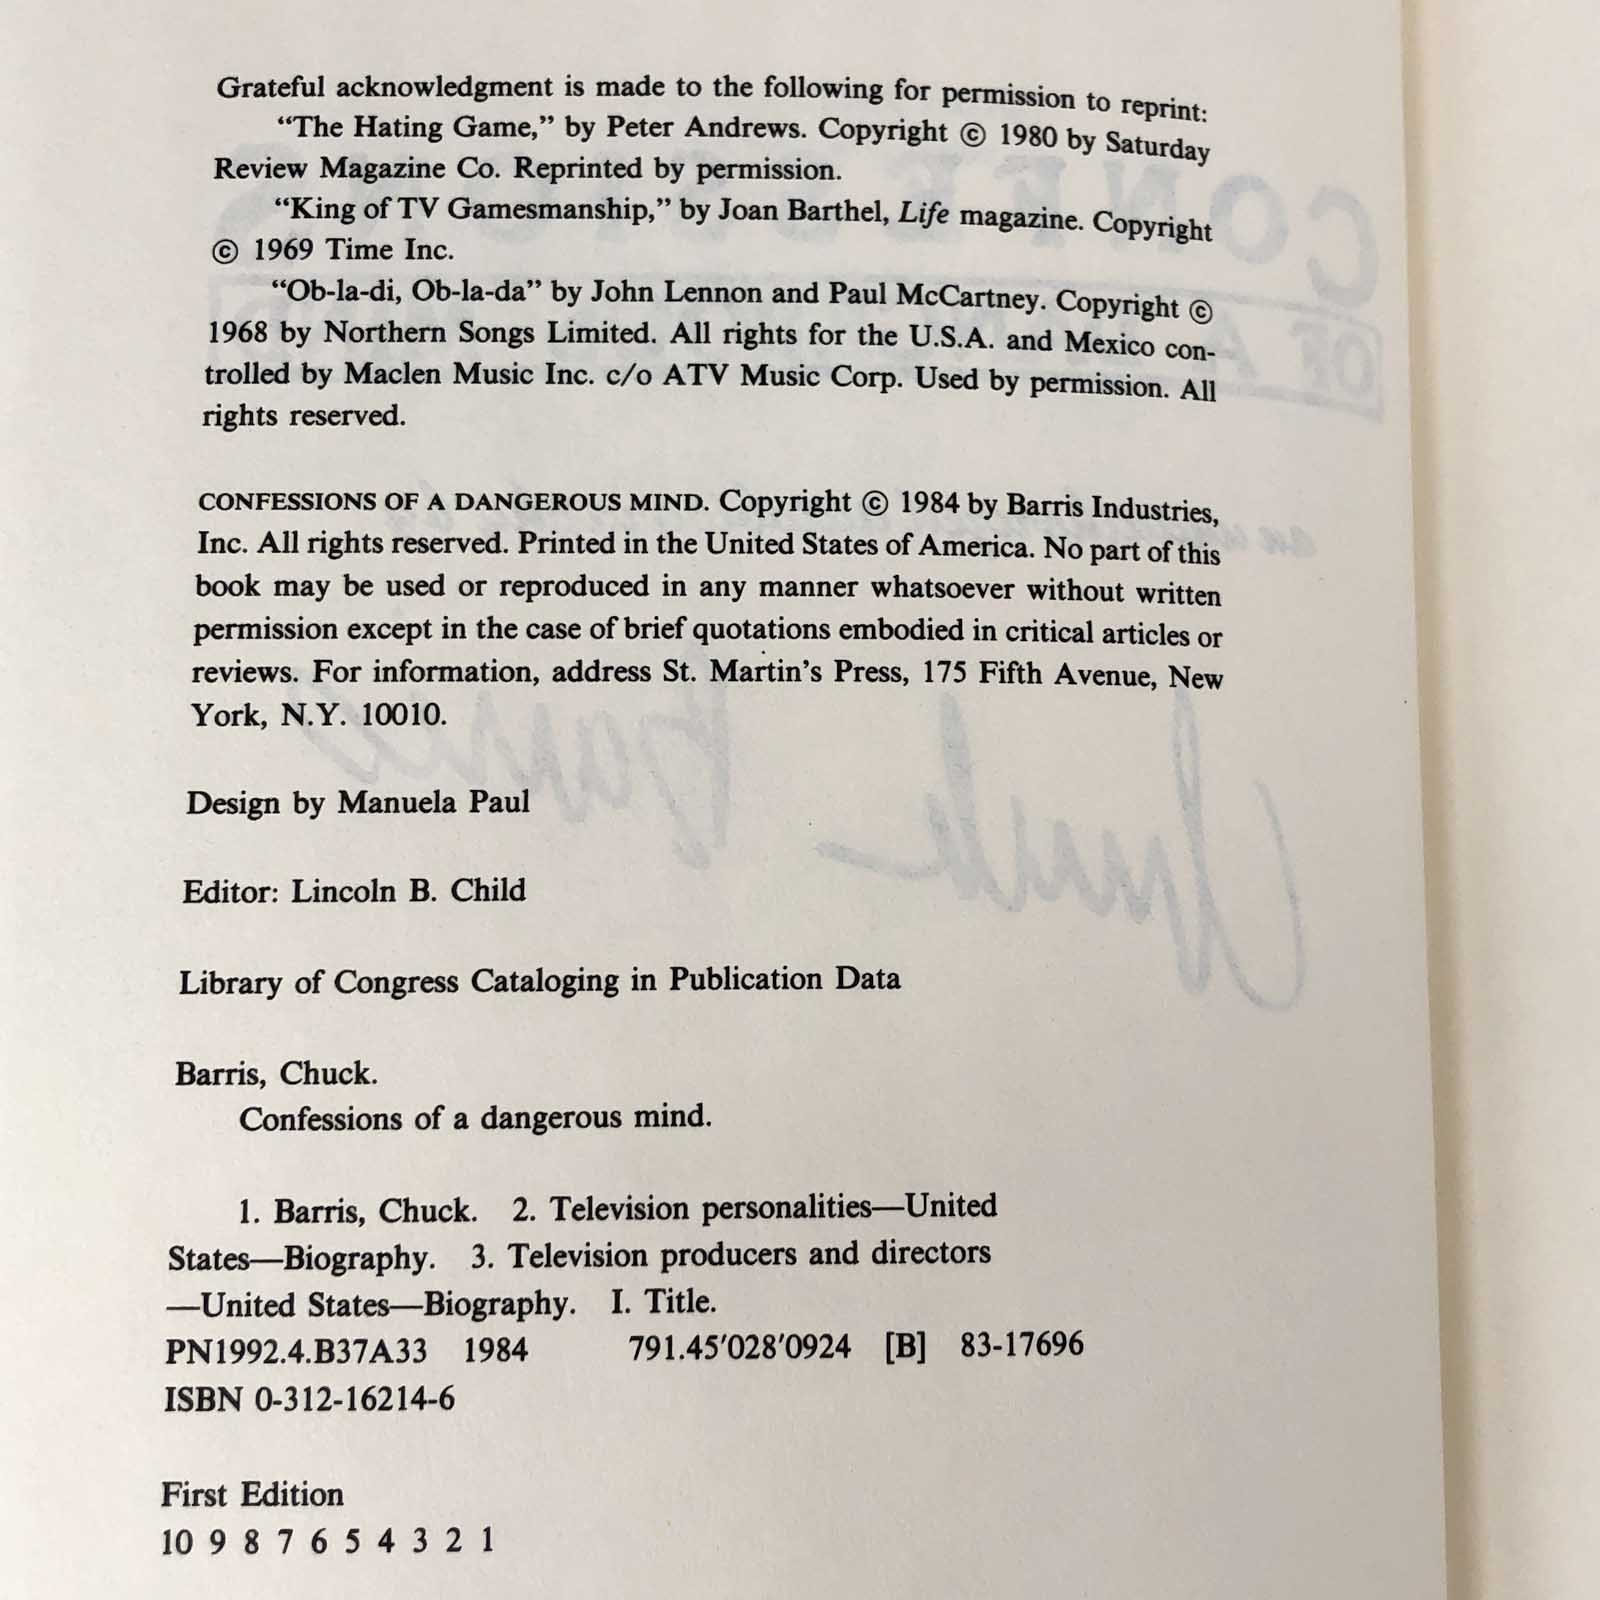 Grateful acknowledgment is made to the following for permission to reprint:
“The Hating Game,” by Peter Andrews. Copyright © 1980 by Saturday
Review Magazine Co. Reprinted by permission.
“King of TV Gamesmanship,” by Joan Barthel, Life magazine. Copyright
© 1969 Time Inc.
“Ob-la-di, Ob-la-da” by John Lennon and Paul McCartney. Copyright ©
1968 by Northern Songs Limited. All rights for the U.S.A. and Mexico con-
trolled by Maclen Music Inc. c/o ATV Music Corp. Used by permission. All
rights reserved.
CONFESSIONS OF A DANGEROUS MIND. Copyright © 1984 by Barris Industries,
Inc. All rights reserved. Printed in the United States of America. No part of this
book may be used or reproduced in any manner whatsoever without written
permission except in the case of brief quotations embodied in critical articles or
reviews. For information, address St. Martin’s Press, 175 Fifth Avenue, New
York, N.Y. 10010.
Design by Manuela Paul
Editor: Lincoln B. Child
Library of Congress Cataloging in Publication Data
Barris, Chuck.
Confessions of a dangerous mind.
1. Barris, Chuck. 2. Television personalities—United
States—Biography. 3. Television producers and directors
—United States—Biography. I. Title.
PN1992.4.B37A33 1984 791.45′028′0924 [B] 83-17696
ISBN 0-312-16214-6
First Edition
10 9 8 7 6 5 4 3 2 1